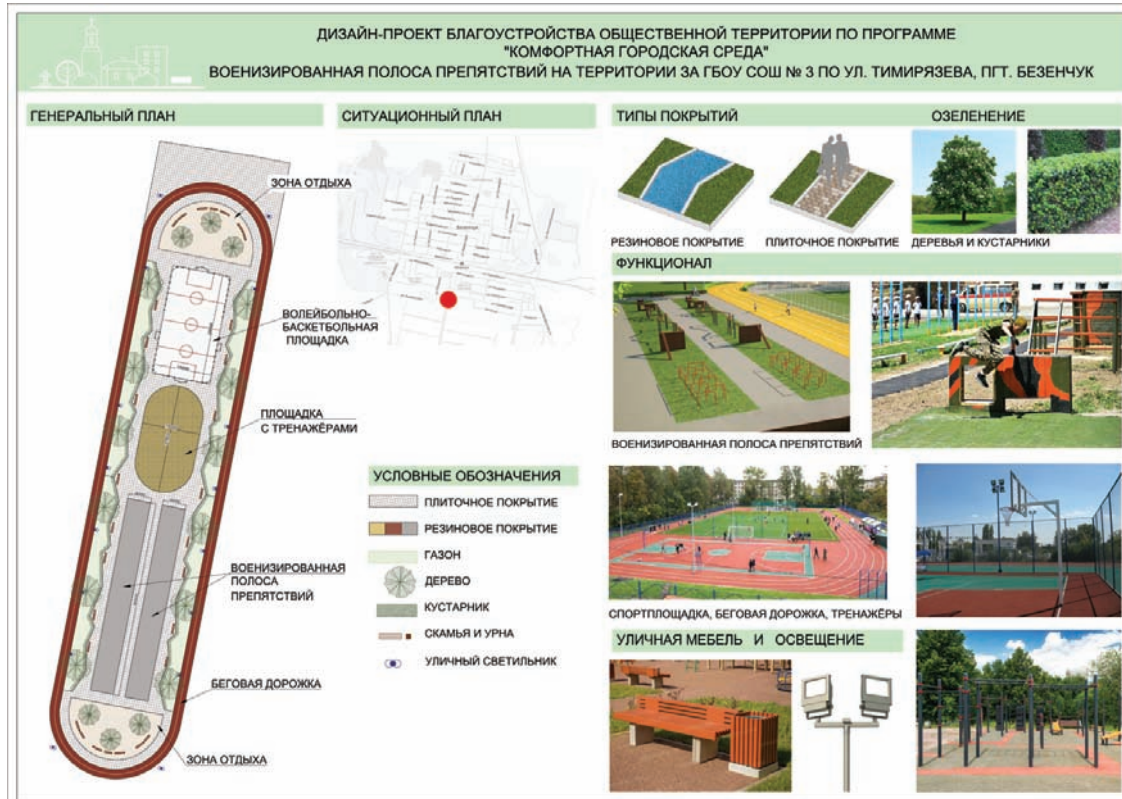 ДИЗАЙН-ПРОЕКТ БЛАГОУСТРОЙСТВА ОБЩЕСТВЕННОЙ ТЕРРИТОРИИ ПО ПРОГРАММЕ
"КОМФОРТНАЯ ГОРОДСКАЯ СРЕДА"
ВОЕНИЗИРОВАННАЯ ПОЛОСА ПРЕПЯТСТВИЙ НА ТЕРРИТОРИИ ЗА ГБОУ СОШ № 3 ПО УЛ. ТИМИРЯЗЕВА, ПГТ. БЕЗЕНЧУК
ГЕНЕРАЛЬНЫЙ ПЛАН
ЗОНА ОТДЫХА
ВОЛЕЙБОЛЬНО-
БАСКЕТБОЛЬНАЯ
ПЛОЩАДКА
ПЛОЩАДКА
С ТРЕНАЖЁРАМИ
ВОЕНИЗИРОВАННАЯ
ПОЛОСА
ПРЕПЯТСТВИЙ
БЕГОВАЯ ДОРОЖКА
ЗОНА ОТДЫХА
СИТУАЦИОННЫЙ ПЛАН
УСЛОВНЫЕ ОБОЗНАЧЕНИЯ
ПЛИТОЧНОЕ ПОКРЫТИЕ
РЕЗИНОВОЕ ПОКРЫТИЕ
ГАЗОН
ДЕРЕВО
КУСТАРНИК
СКАМЬЯ И УРНА
УЛИЧНЫЙ СВЕТИЛЬНИК
ТИПЫ ПОКРЫТИЙ
РЕЗИНОВОЕ ПОКРЫТИЕ
ПЛИТОЧНОЕ ПОКРЫТИЕ
ОЗЕЛЕНЕНИЕ
ДЕРЕВЬЯ И КУСТАРНИКИ
ФУНКЦИОНАЛ
ВОЕНИЗИРОВАННАЯ ПОЛОСА ПРЕПЯТСТВИЙ
СПОРТПЛОЩАДКА, БЕГОВАЯ ДОРОЖКА, ТРЕНАЖЁРЫ
УЛИЧНАЯ МЕБЕЛЬ И ОСВЕЩЕНИЕ